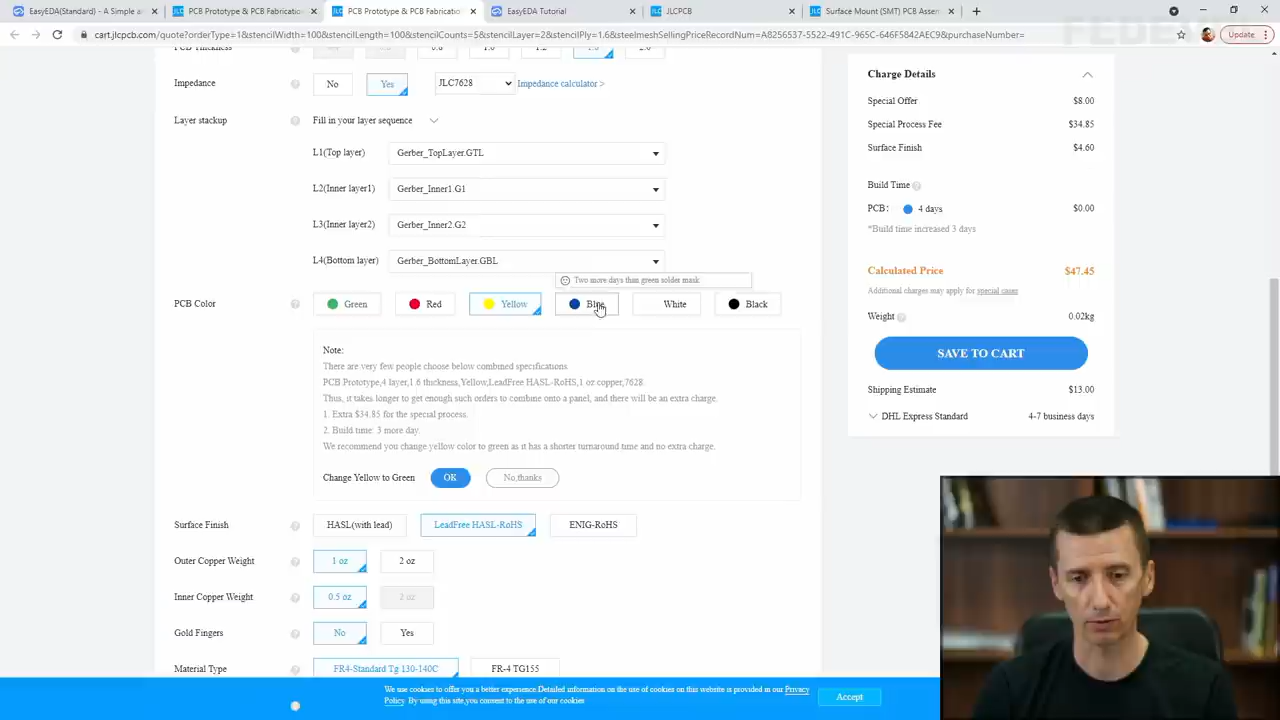 EasyEDA(Standard) - A Simple a
PCB Prototype & PCB Fabrication
PCB Prototype & PCB Fabricatio
EasyEDA Tutorial
JLCPCB
Surface Mount (SMT) PCB Assem
cart.jlcpcb.com/quote?orderType=1&stencilWidth=100&stencilLength=100&stencilCounts=5&stencilLayer=2&stencilPly=1.6&steelmeshSellingPriceRecordNum=A8256537-5522-491C-965C-646F5842AEC9&purchaseNumber=
Update
PCB Thickness
0.8
1.0
1.2
1.6
2.0
Impedance
No
Yes
JLC7628
Impedance calculator >
Layer stackup
Fill in your layer sequence
L1(Top layer)
Gerber_TopLayer.GTL
L2(Inner layer1)
Gerber_Inner1.G1
L3(Inner layer2)
Gerber_Inner2.G2
L4(Bottom layer)
Gerber_BottomLayer.GBL
Two more days than green solder mask
PCB Color
Green
Red
Yellow
Blue
White
Black
Note:
There are very few people choose below combined specifications.
PCB Prototype,4 layer,1.6 thickness,Yellow,LeadFree HASL-RoHS,1 oz copper,7628.
Thus, it takes longer to get enough such orders to combine onto a panel, and there will be an extra charge.
1. Extra $34.85 for the special process.
2. Build time: 3 more day.
We recommend you change yellow color to green as it has a shorter turnaround time and no extra charge.
Change Yellow to Green
OK
No,thanks
Surface Finish
HASL(with lead)
LeadFree HASL-RoHS
ENIG-RoHS
Outer Copper Weight
1 oz
2 oz
Inner Copper Weight
0.5 oz
2 oz
Gold Fingers
No
Yes
Material Type
FR4-Standard Tg 130-140C
FR-4 TG155
Charge Details
Special Offer
$8.00
Special Process Fee
$34.85
Surface Finish
$4.60
Build Time
PCB:
4 days
$0.00
*Build time increased 3 days
Calculated Price
$47.45
Additional charges may apply for special cases
Weight
0.02kg
SAVE TO CART
Shipping Estimate
$13.00
DHL Express Standard
4-7 business days
We use cookies to offer you a better experience.Detailed information on the use of cookies on this website is provided in our Privacy
Policy. By using this site,you consent to the use of our cookies
Accept